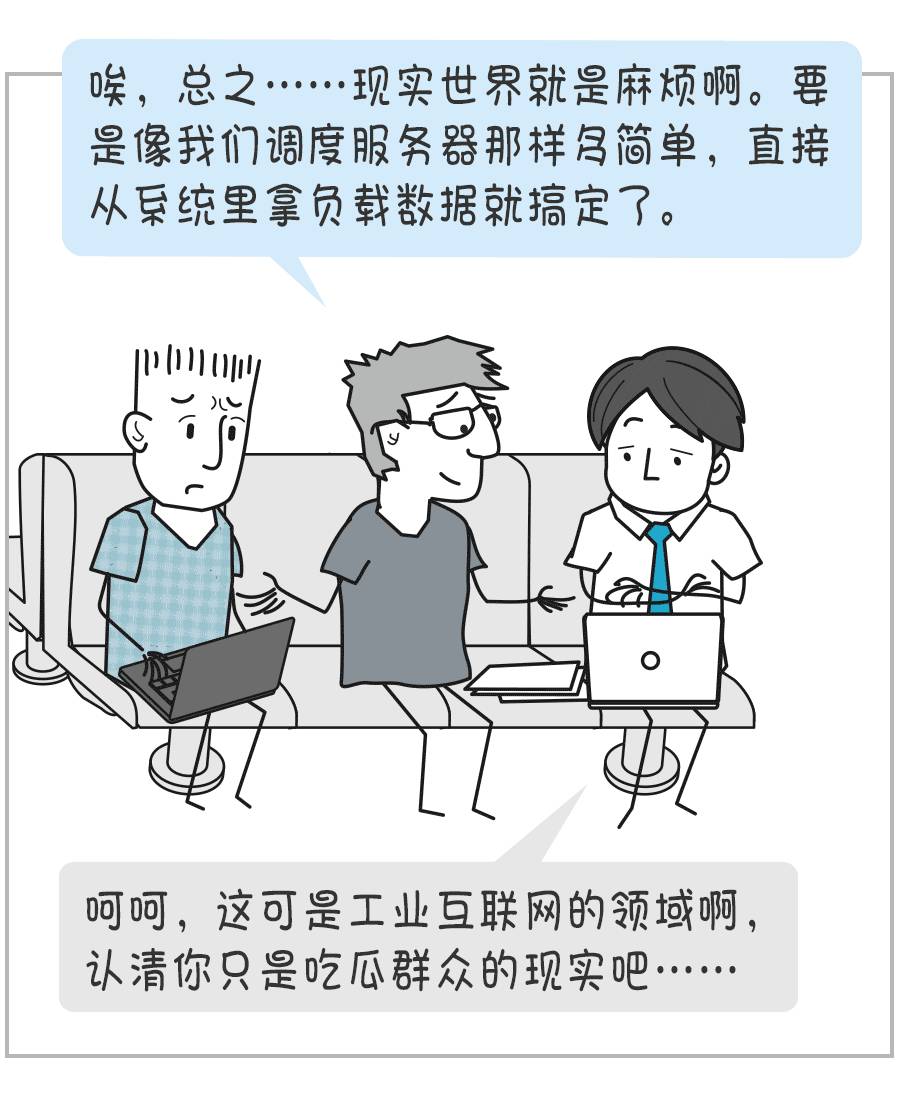 唉，总之……现实世界就是麻烦啊。要
是像我们调度服务器那样多简单，直接
从系统里拿负载数据就搞定了。
呵呵，这可是工业互联网的领域啊，
认清你只是吃瓜群众的现实吧……